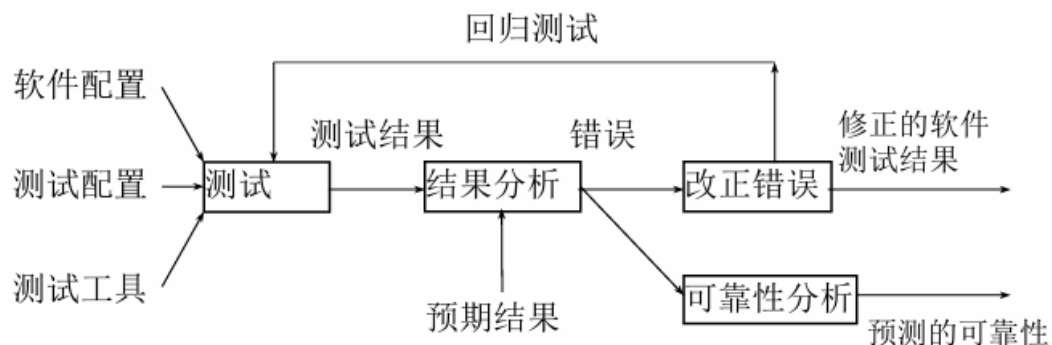 回归测试
软件配置
测试结果
错误
修正的软件
测试结果
测试配置
测试
结果分析
改正错误
测试工具
预期结果
可靠性分析
预测的可靠性